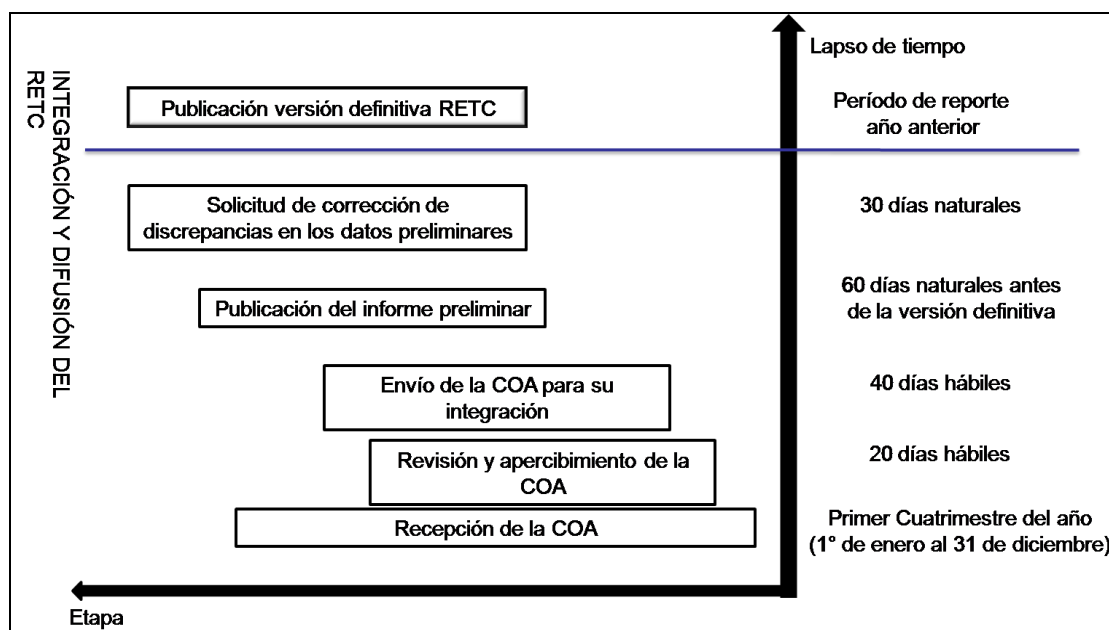 INTEGRACIÓN Y DIFUSIÓN DEL
RETC
Lapso de tiempo
Publicación versión definitiva RETC
Período de reporte
año anterior
Solicitud de corrección de
discrepancias en los datos preliminares
30 días naturales
Publicación del informe preliminar
60 días naturales antes
de la versión definitiva
Envío de la COA para su
integración
40 días hábiles
Revisión y apercibimiento de la
COA
20 días hábiles
Recepción de la COA
Primer Cuatrimestre del año
(1° de enero al 31 de diciembre)
Etapa